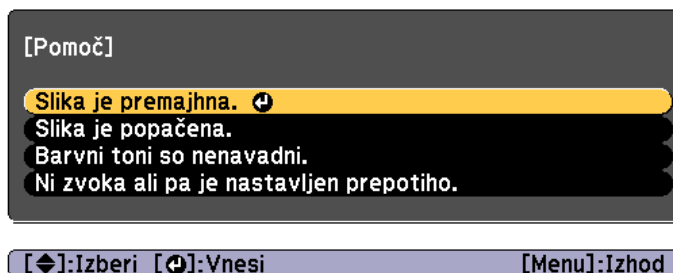 [Pomoč]
Slika je premajhna.
Slika je popačena.
Barvni toni so nenavadni.
Ni zvoka ali pa je nastavljen prepotiho.
[◆]:Izberi [↵]:Vnesi [Menu]:Izhod